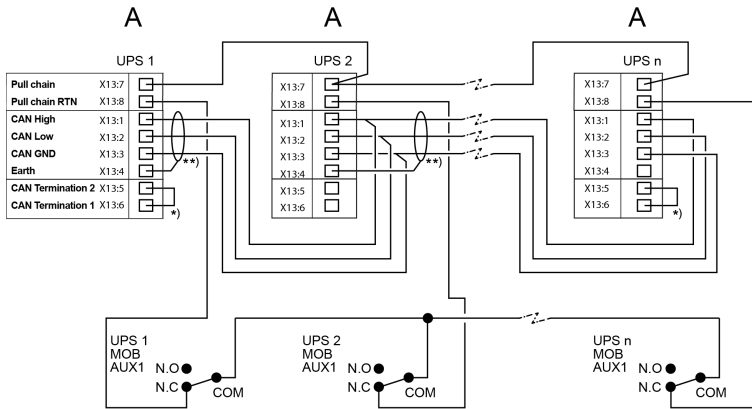 A A A
UPS 1 UPS 2 UPS n
Pull chain X13:7 X13:7 X13:7
Pull chain RTN X13:8 X13:8 X13:8
CAN High X13:1 X13:1 X13:1
CAN Low X13:2 X13:2 X13:2
CAN GND X13:3 X13:3 X13:3
**) **)
Earth X13:4 X13:4 X13:4
CAN Termination 2 X13:5 X13:5 X13:5
CAN Termination 1 X13:6 X13:6 X13:6
*) *)
UPS 1 UPS 2 UPS n
MOB MOB MOB
AUX1 N.O AUX1 N.O AUX1 N.O
N.C COM N.C COM N.C COM